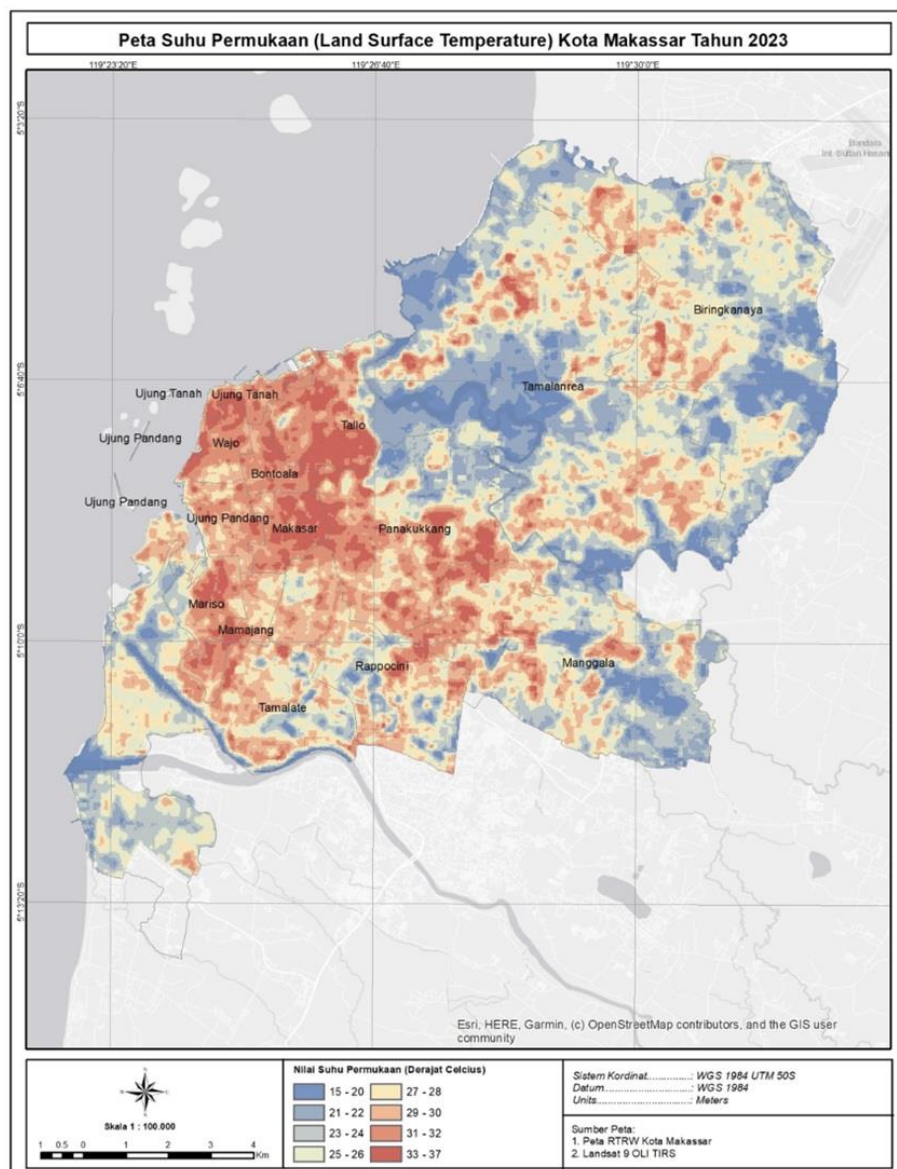 Peta Suhu Permukaan (Land Surface Temperature) Kota Makassar Tahun 2023
119°23'20"E 119°26'40"E 119°30'0"E
5°3'20"S
Bandara
Int. Sultan Hasan
Biringkanaya
5°6'40"S
Tamalanrea
Ujung Tanah Ujung Tanah
Tallo
Ujung Pandang
Wajo
Bontoala
Ujung Pandang
Ujung Pandang
Makasar
Panakukkang
Mariso
Mamajang
5°10'0"S
Rappocini
Manggala
Tamalate
5°13'20"S
Esri, HERE, Garmin, (c) OpenStreetMap contributors, and the GIS user
community
Skala 1 : 100.000
1 0.5 0 1 2 3 4
Km
Nilai Suhu Permukaan (Derajat Celcius)
15 - 20 27 - 28
21 - 22 29 - 30
23 - 24 31 - 32
25 - 26 33 - 37
Sistem Kordinat..............: WGS 1984 UTM 50S
Datum............................: WGS 1984
Units..............................: Meters
Sumber Peta:
1. Peta RTRW Kota Makassar
2. Landsat 9 OLI TIRS